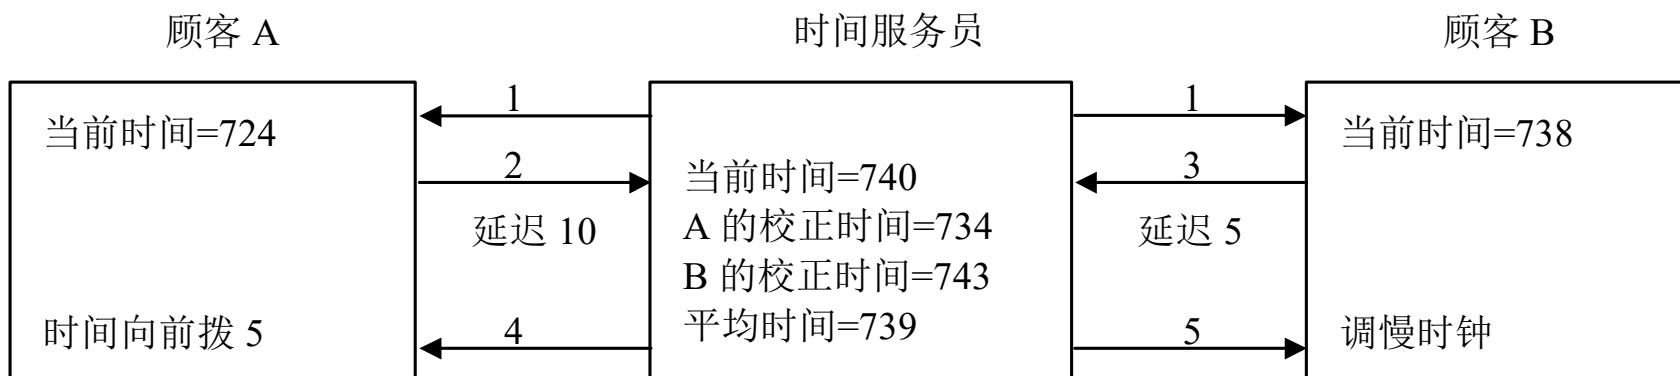 顾客 A
时间服务员
顾客 B
当前时间=724
1
2
延迟 10
时间向前拨 5
4
当前时间=740
A 的校正时间=734
B 的校正时间=743
平均时间=739
1
3
延迟 5
5
当前时间=738
调慢时钟